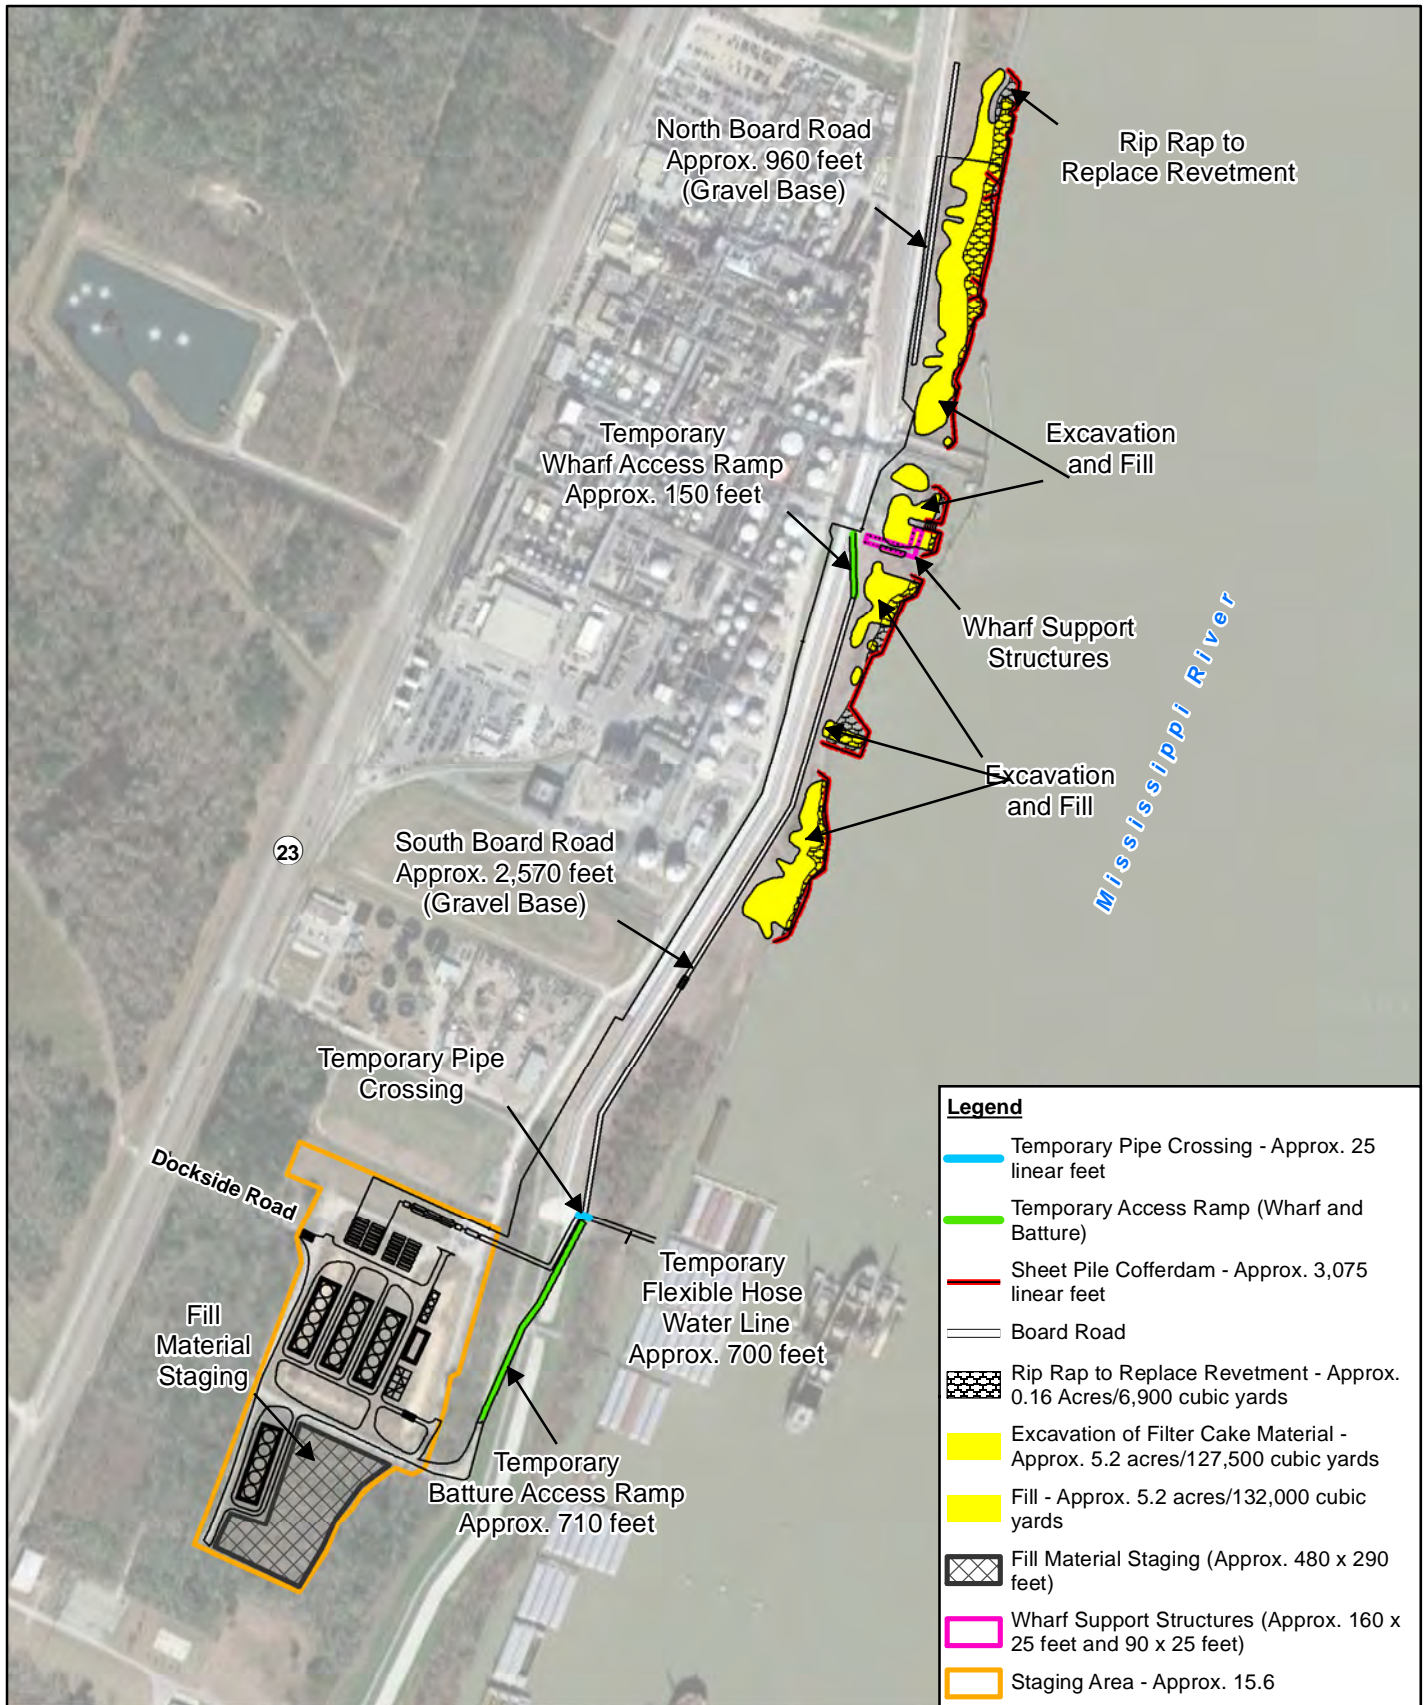 North Board Road
Approx. 960 feet
(Gravel Base)
Rip Rap to
Replace Revetment
Temporary
Wharf Access Ramp
Approx. 150 feet
Excavation
and Fill
Wharf Support
Structures
Mississippi River
Excavation
and Fill
23
South Board Road
Approx. 2,570 feet
(Gravel Base)
Temporary Pipe
Crossing
Dockside Road
Temporary
Flexible Hose
Water Line
Approx. 700 feet
Fill
Material
Staging
Temporary
Batture Access Ramp
Approx. 710 feet
Legend
Temporary Pipe Crossing - Approx. 25
linear feet
Temporary Access Ramp (Wharf and
Batture)
Sheet Pile Cofferdam - Approx. 3,075
linear feet
Board Road
Rip Rap to Replace Revetment - Approx.
0.16 Acres/6,900 cubic yards
Excavation of Filter Cake Material -
Approx. 5.2 acres/127,500 cubic yards
Fill - Approx. 5.2 acres/132,000 cubic
yards
Fill Material Staging (Approx. 480 x 290
feet)
Wharf Support Structures (Approx. 160 x
25 feet and 90 x 25 feet)
Staging Area - Approx. 15.6